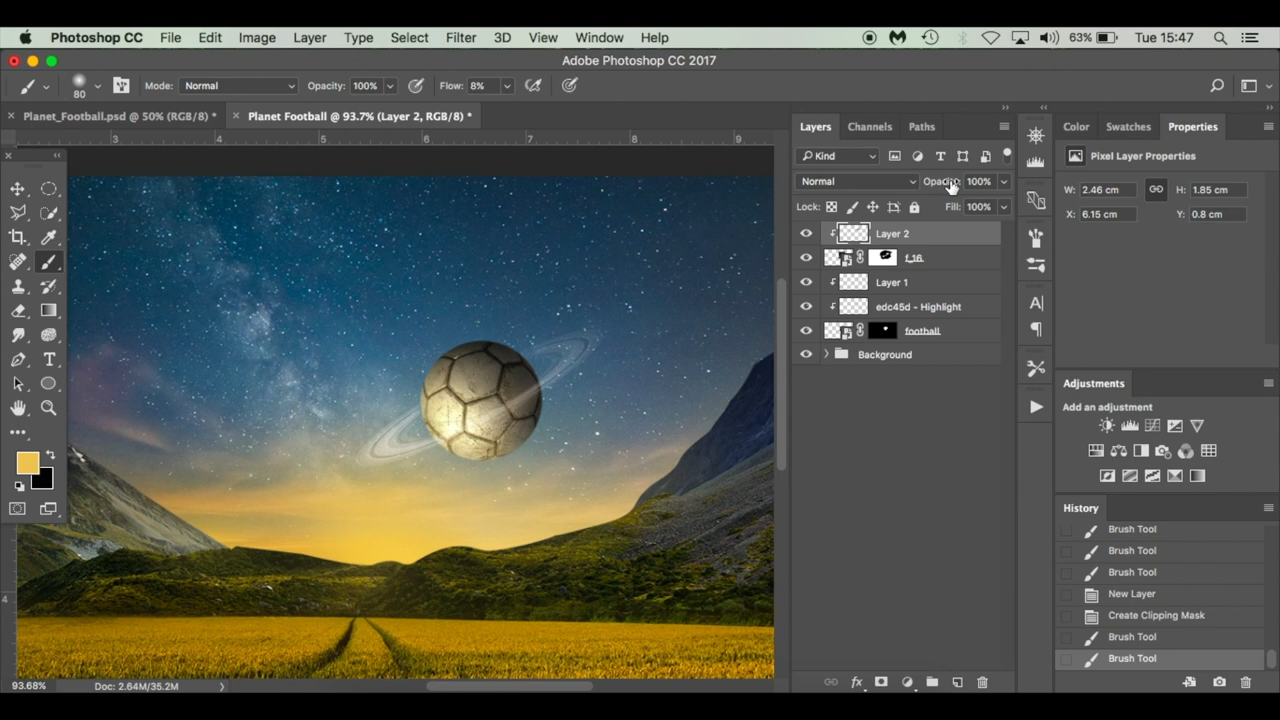 Photoshop CC File Edit Image Layer Type Select Filter 3D View Window Help 63% Tue 15:47
Adobe Photoshop CC 2017
80 Mode: Normal Opacity: 100% Flow: 8%
× Planet_Football.psd @ 50% (RGB/8) * × Planet Football @ 93.7% (Layer 2, RGB/8) *
3 4 5 6 7 8 9
Layers Channels Paths
Kind
Normal Opacity: 100%
Lock: Fill: 100%
Layer 2
f_16
Layer 1
edc45d - Highlight
football
Background
Color Swatches Properties
Pixel Layer Properties
W: 2.46 cm H: 1.85 cm
X: 6.15 cm Y: 0.8 cm
Adjustments
Add an adjustment
History
Brush Tool
Brush Tool
Brush Tool
New Layer
Create Clipping Mask
Brush Tool
Brush Tool
4
93.68% Doc: 2.64M/35.2M